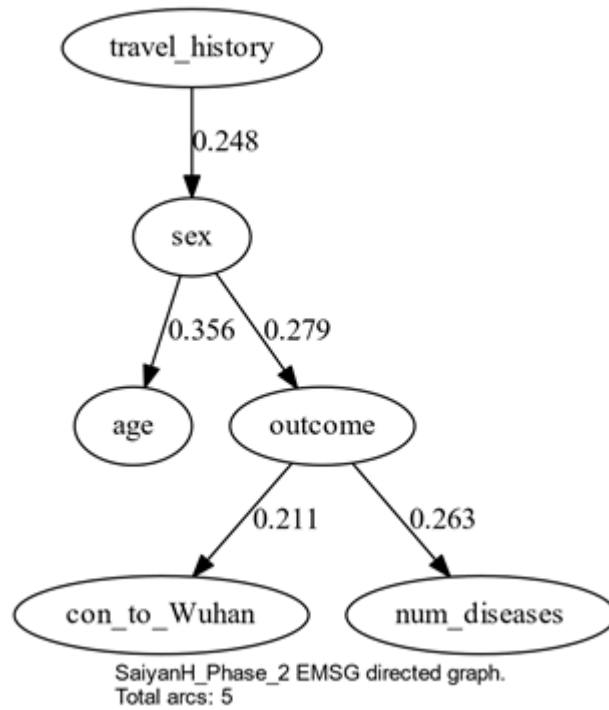 travel_history
0.248
sex
0.356
0.279
age
outcome
0.211
0.263
con_to_Wuhan
num_diseases
SaiyanH_Phase_2 EMSG directed graph.
Total arcs: 5